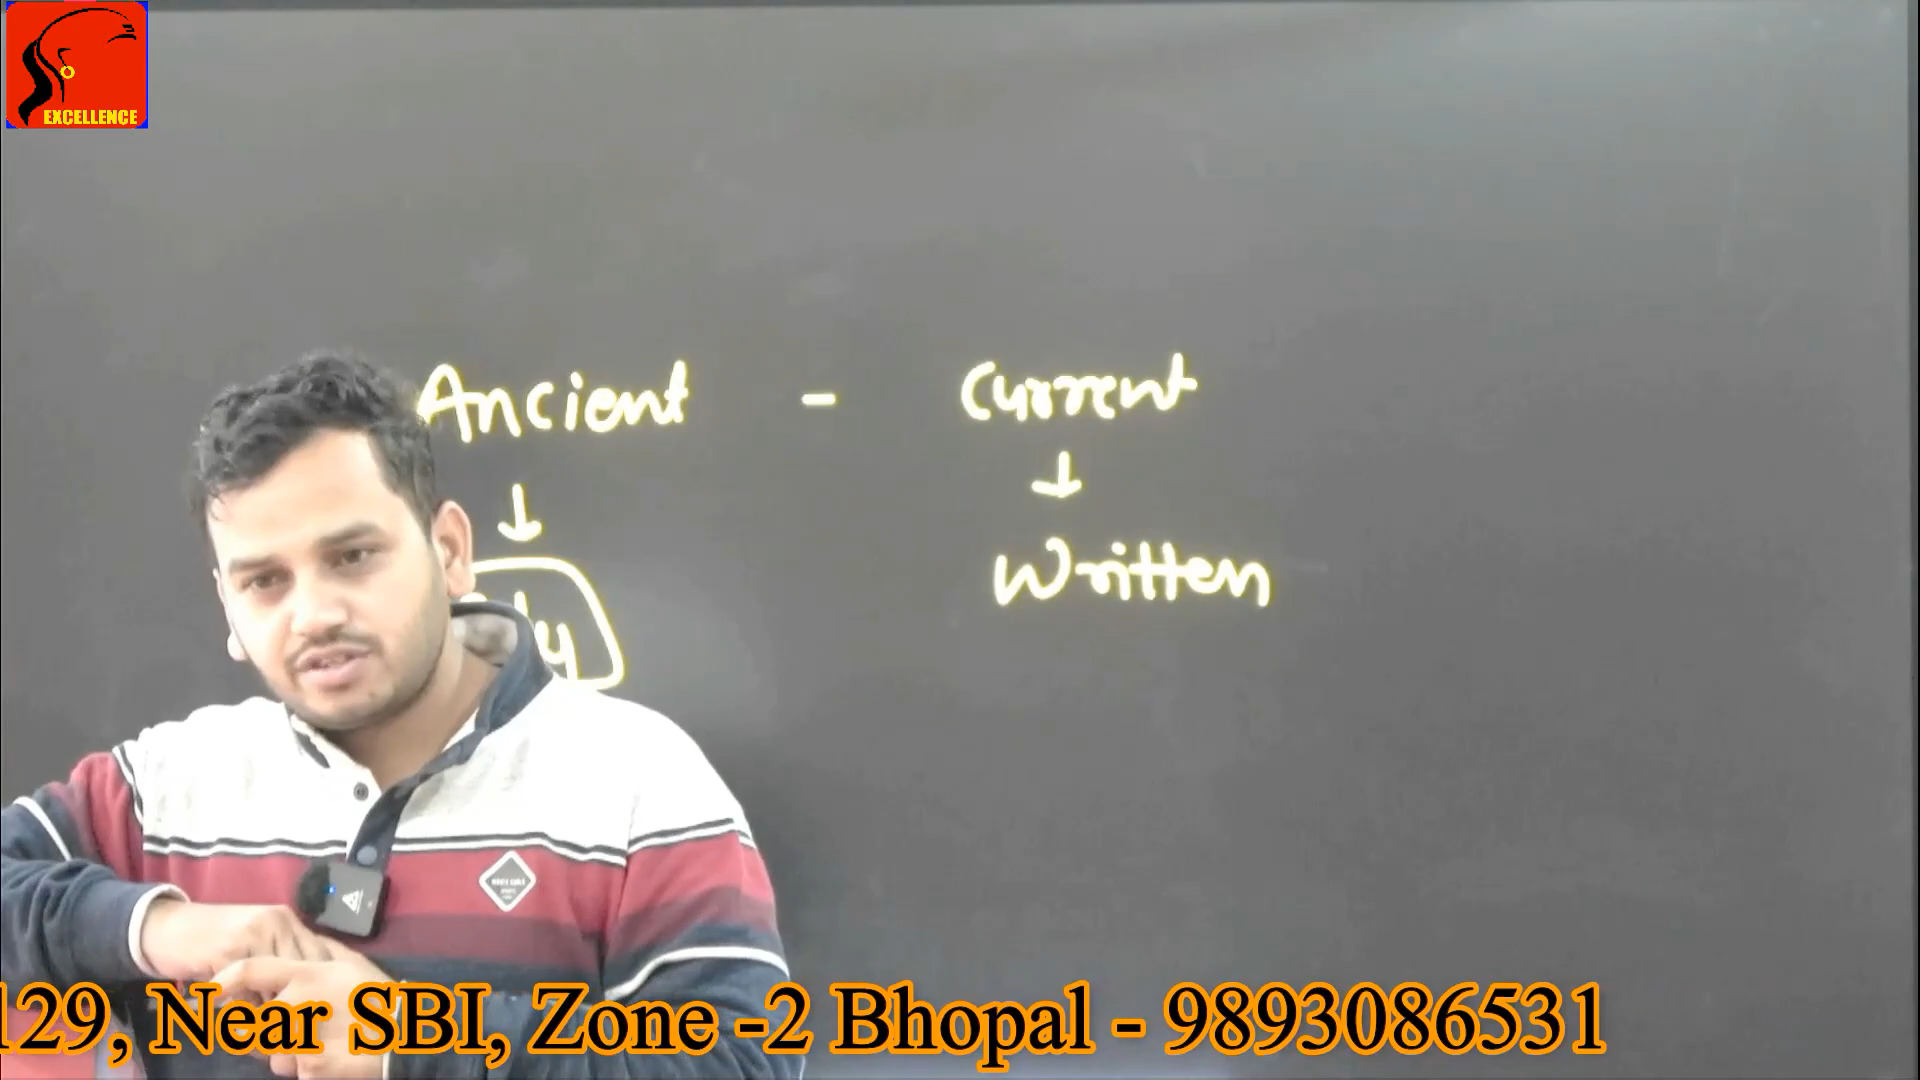 EXCELLENCE
Ancient - Current
↓ ↓
Written
129, Near SBI, Zone -2 Bhopal - 9893086531